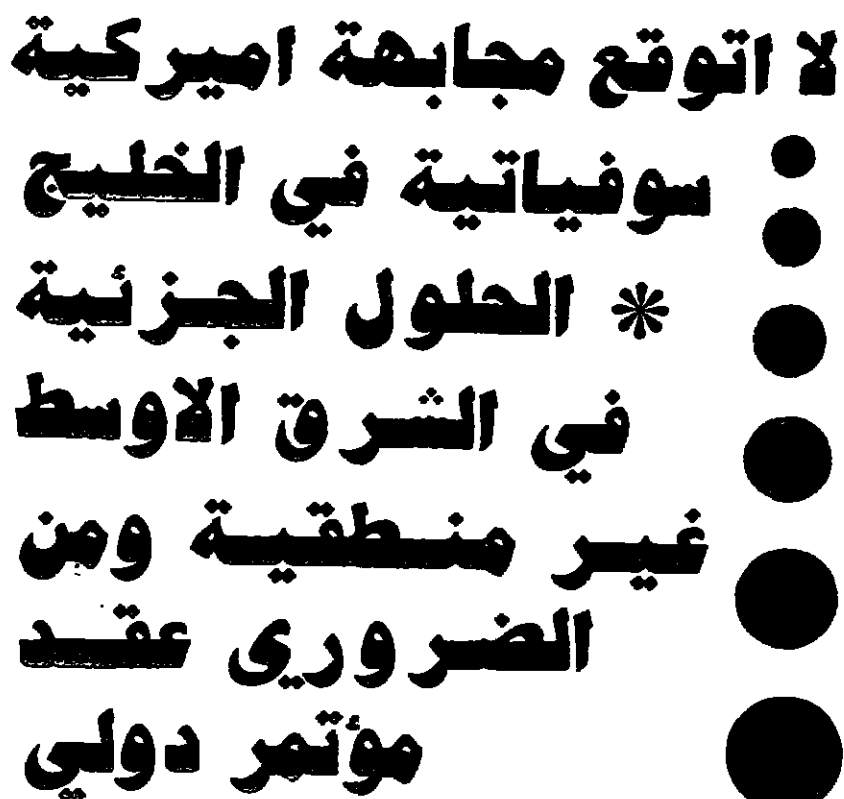 لا اتوقع مجابهة اميركية
سوفياتية في الخليج
* الحلول الجزئية
في الشرق الاوسط
غير منطقية ومن
الضروري عقد
مؤتمر دولي